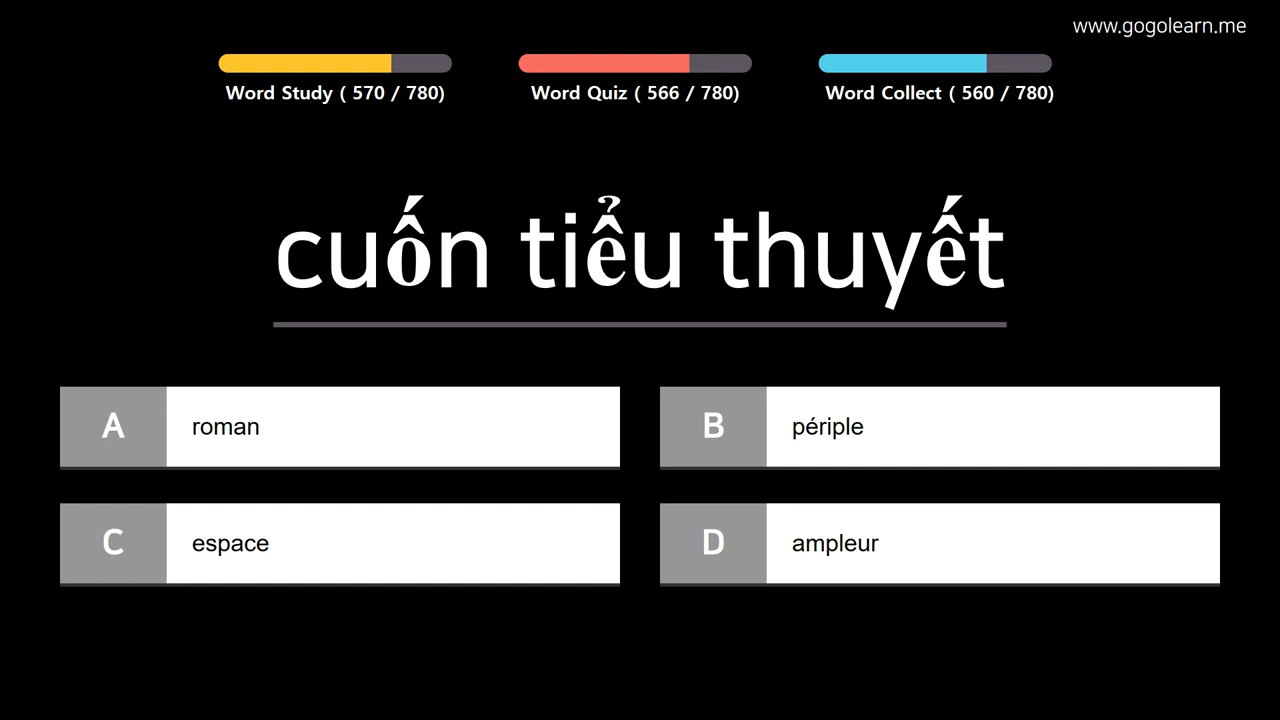 www.gogolearn.me
Word Study ( 570 / 780)
Word Quiz ( 566 / 780)
Word Collect ( 560 / 780)
cuốn tiểu thuyết
A roman
B périple
C espace
D ampleur